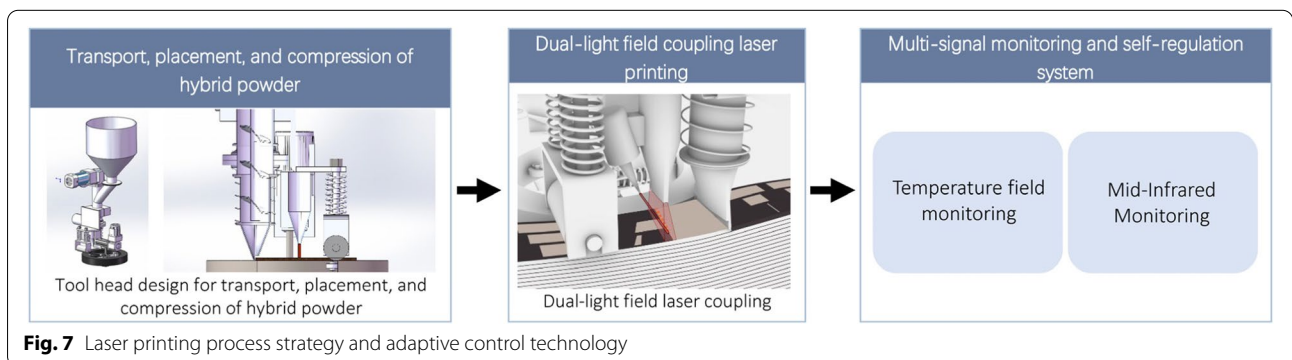 Transport, placement, and compression of
hybrid powder
Tool head design for transport, placement, and
compression of hybrid powder
Dual-light field coupling laser
printing
Dual-light field laser coupling
Multi-signal monitoring and self-regulation
system
Temperature field
monitoring
Mid-Infrared
Monitoring
Fig. 7 Laser printing process strategy and adaptive control technology